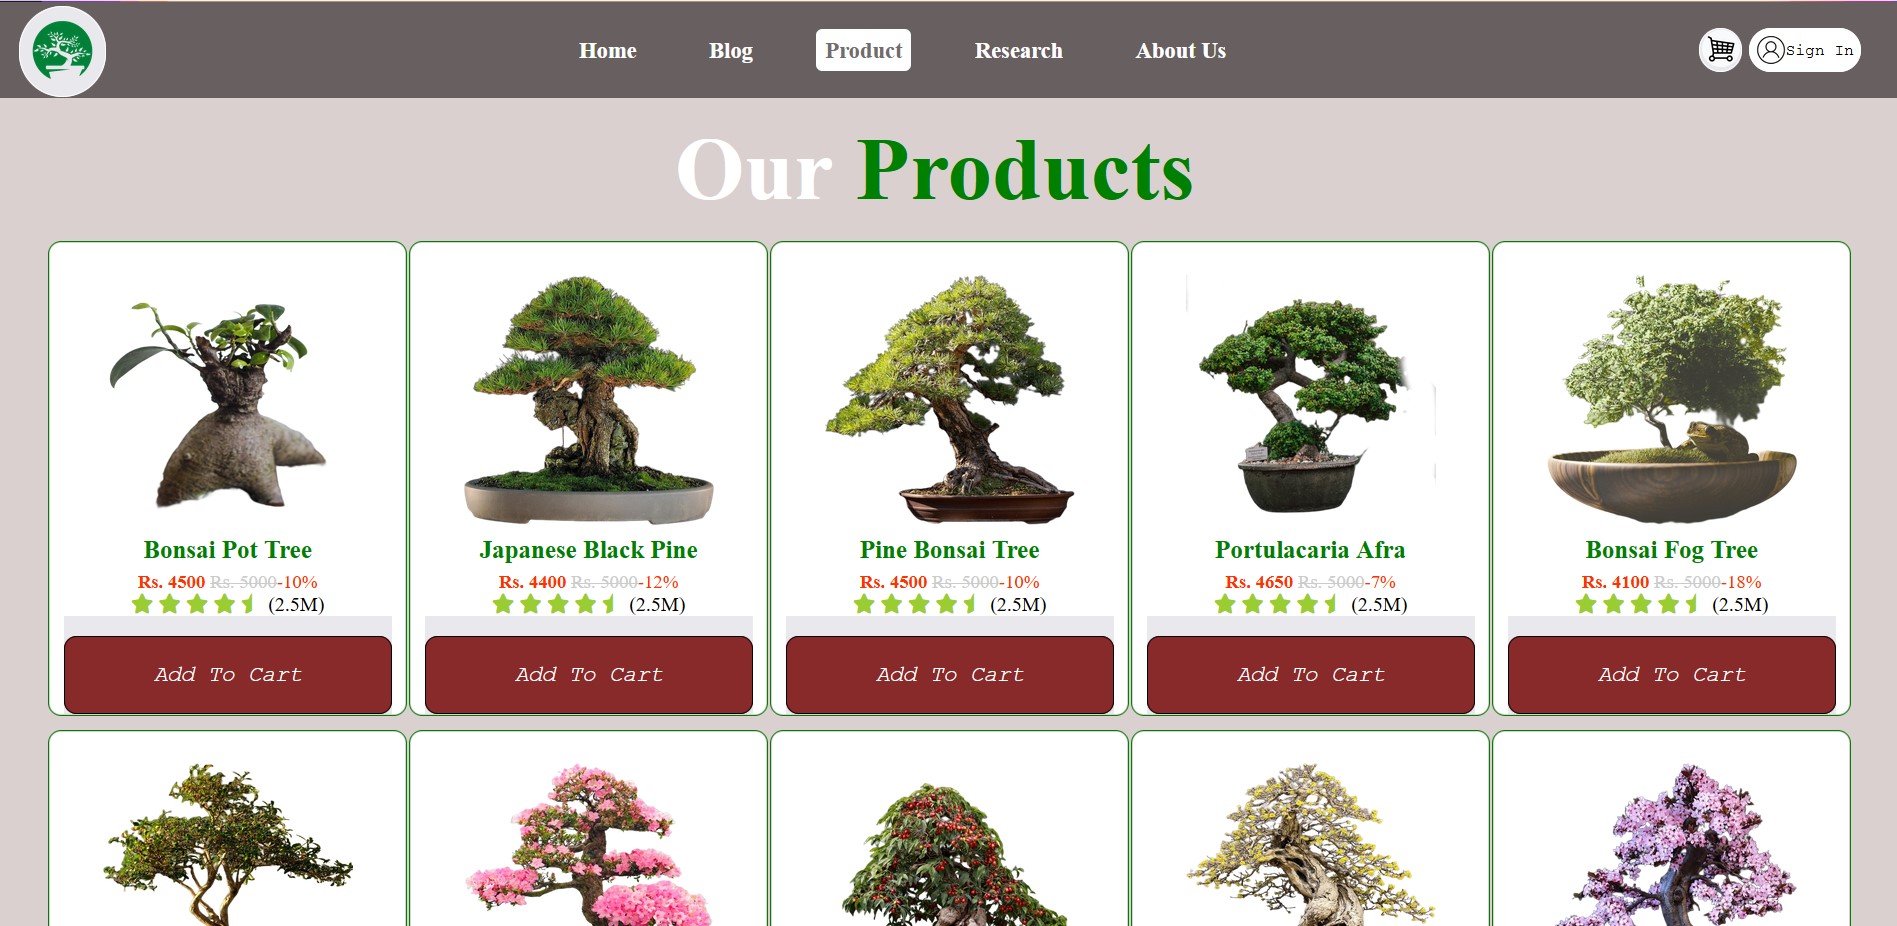 Home Blog Product Research About Us Sign In
Our Products
Bonsai Pot Tree
Rs. 4500 Rs. 5000-10%
(2.5M)
Add To Cart
Japanese Black Pine
Rs. 4400 Rs. 5000-12%
(2.5M)
Add To Cart
Pine Bonsai Tree
Rs. 4500 Rs. 5000-10%
(2.5M)
Add To Cart
Portulacaria Afra
Rs. 4650 Rs. 5000-7%
(2.5M)
Add To Cart
Bonsai Fog Tree
Rs. 4100 Rs. 5000-18%
(2.5M)
Add To Cart